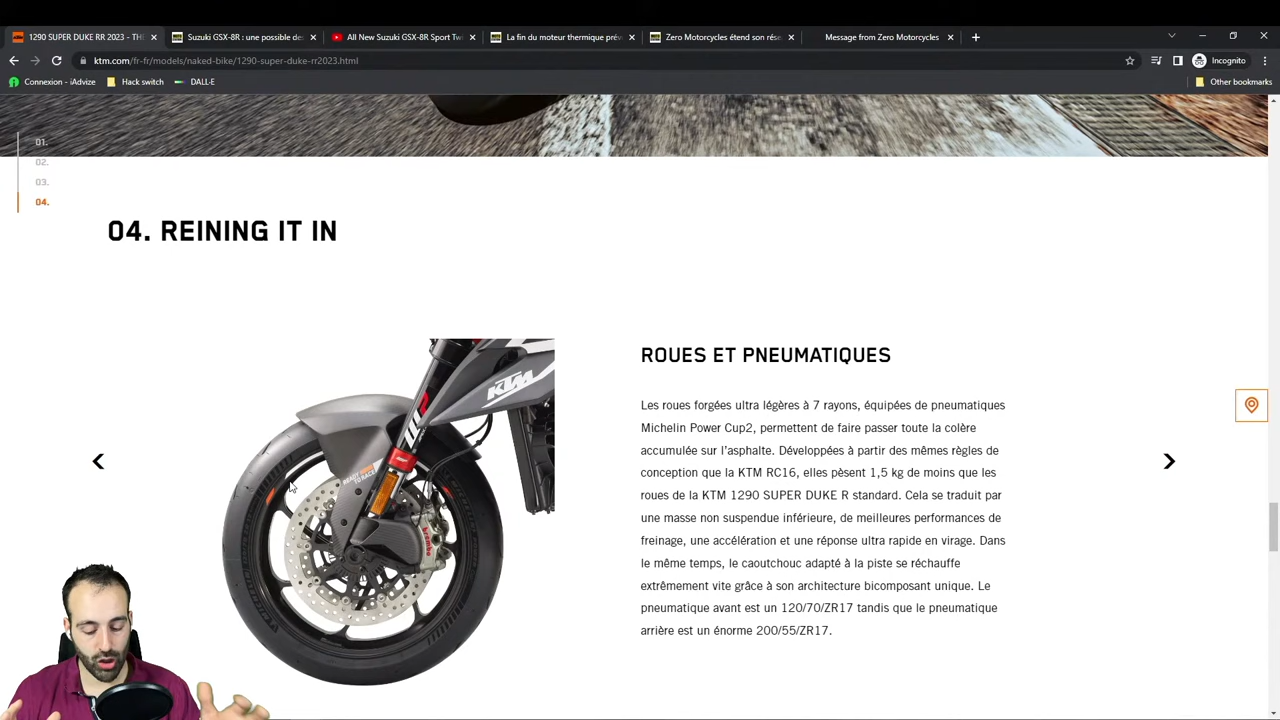 1290 SUPER DUKE RR 2023 - THE
Suzuki GSX-8R : une possible des
All New Suzuki GSX-8R Sport Twi
La fin du moteur thermique prév
Zero Motorcycles étend son rése
Message from Zero Motorcycles
ktm.com/fr-fr/models/naked-bike/1290-super-duke-rr2023.html
Incognito
Connexion - iAdvize
Hack switch
DALL·E
Other bookmarks
01.
02.
03.
04.
04. REINING IT IN
KTM
READY TO RACE
brembo
ROUES ET PNEUMATIQUES
Les roues forgées ultra légères à 7 rayons, équipées de pneumatiques
Michelin Power Cup2, permettent de faire passer toute la colère
accumulée sur l'asphalte. Développées à partir des mêmes règles de
conception que la KTM RC16, elles pèsent 1,5 kg de moins que les
roues de la KTM 1290 SUPER DUKE R standard. Cela se traduit par
une masse non suspendue inférieure, de meilleures performances de
freinage, une accélération et une réponse ultra rapide en virage. Dans
le même temps, le caoutchouc adapté à la piste se réchauffe
extrêmement vite grâce à son architecture bicomposant unique. Le
pneumatique avant est un 120/70/ZR17 tandis que le pneumatique
arrière est un énorme 200/55/ZR17.